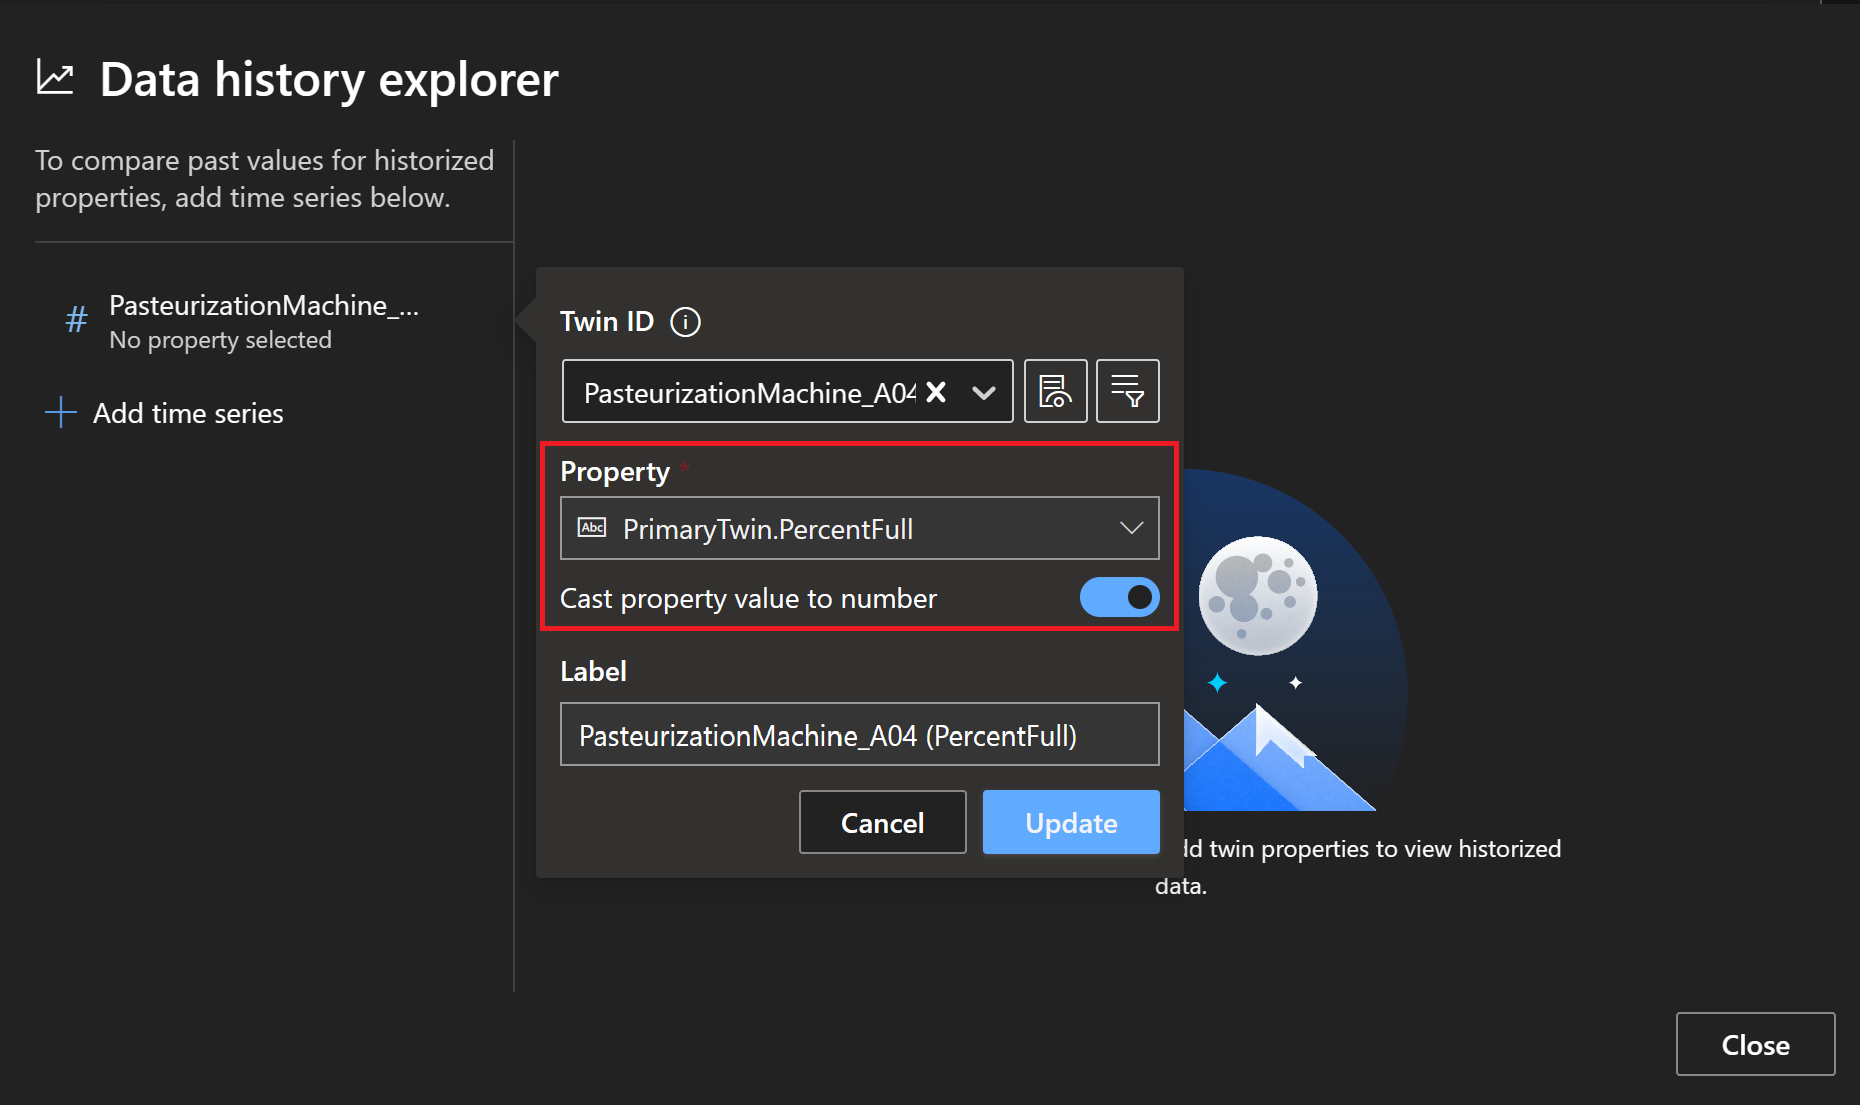 Data history explorer
To compare past values for historized
properties, add time series below.
# PasteurizationMachine_...
No property selected
Add time series
Twin ID
PasteurizationMachine_A04
Property *
Abc PrimaryTwin.PercentFull
Cast property value to number
Label
PasteurizationMachine_A04 (PercentFull)
Cancel Update
dd twin properties to view historized
data.
Close